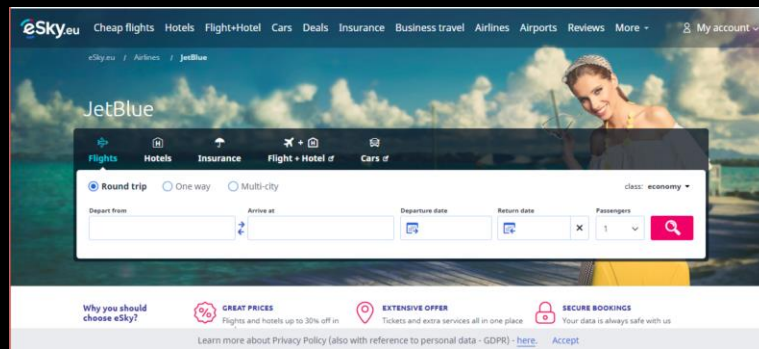 eSky.eu Cheap flights Hotels Flight+Hotel Cars Deals Insurance Business travel Airlines Airports Reviews More My account
eSky.eu / Airlines / JetBlue
JetBlue
Flights Hotels Insurance Flight + Hotel Cars
Round trip One way Multi-city class: economy
Depart from Arrive at Departure date Return date Passengers
1
Why you should choose eSky?
GREAT PRICES
Flights and hotels up to 30% off in
EXTENSIVE OFFER
Tickets and extra services all in one place
SECURE BOOKINGS
Your data is always safe with us
Learn more about Privacy Policy (also with reference to personal data - GDPR) - here. Accept